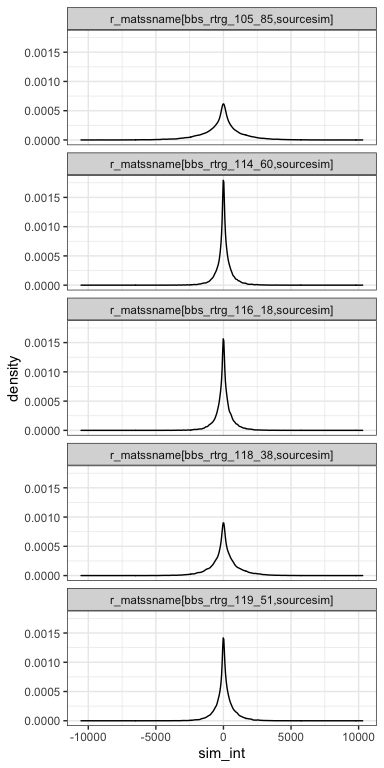 r_matssname[bbs_rtrg_105_85,sourcesim]
0.0015
0.0010
0.0005
0.0000
r_matssname[bbs_rtrg_114_60,sourcesim]
0.0015
0.0010
0.0005
0.0000
r_matssname[bbs_rtrg_116_18,sourcesim]
0.0015
0.0010
0.0005
0.0000
r_matssname[bbs_rtrg_118_38,sourcesim]
0.0015
0.0010
0.0005
0.0000
r_matssname[bbs_rtrg_119_51,sourcesim]
0.0015
0.0010
0.0005
0.0000
density
-10000 -5000 0 5000 10000
sim_int